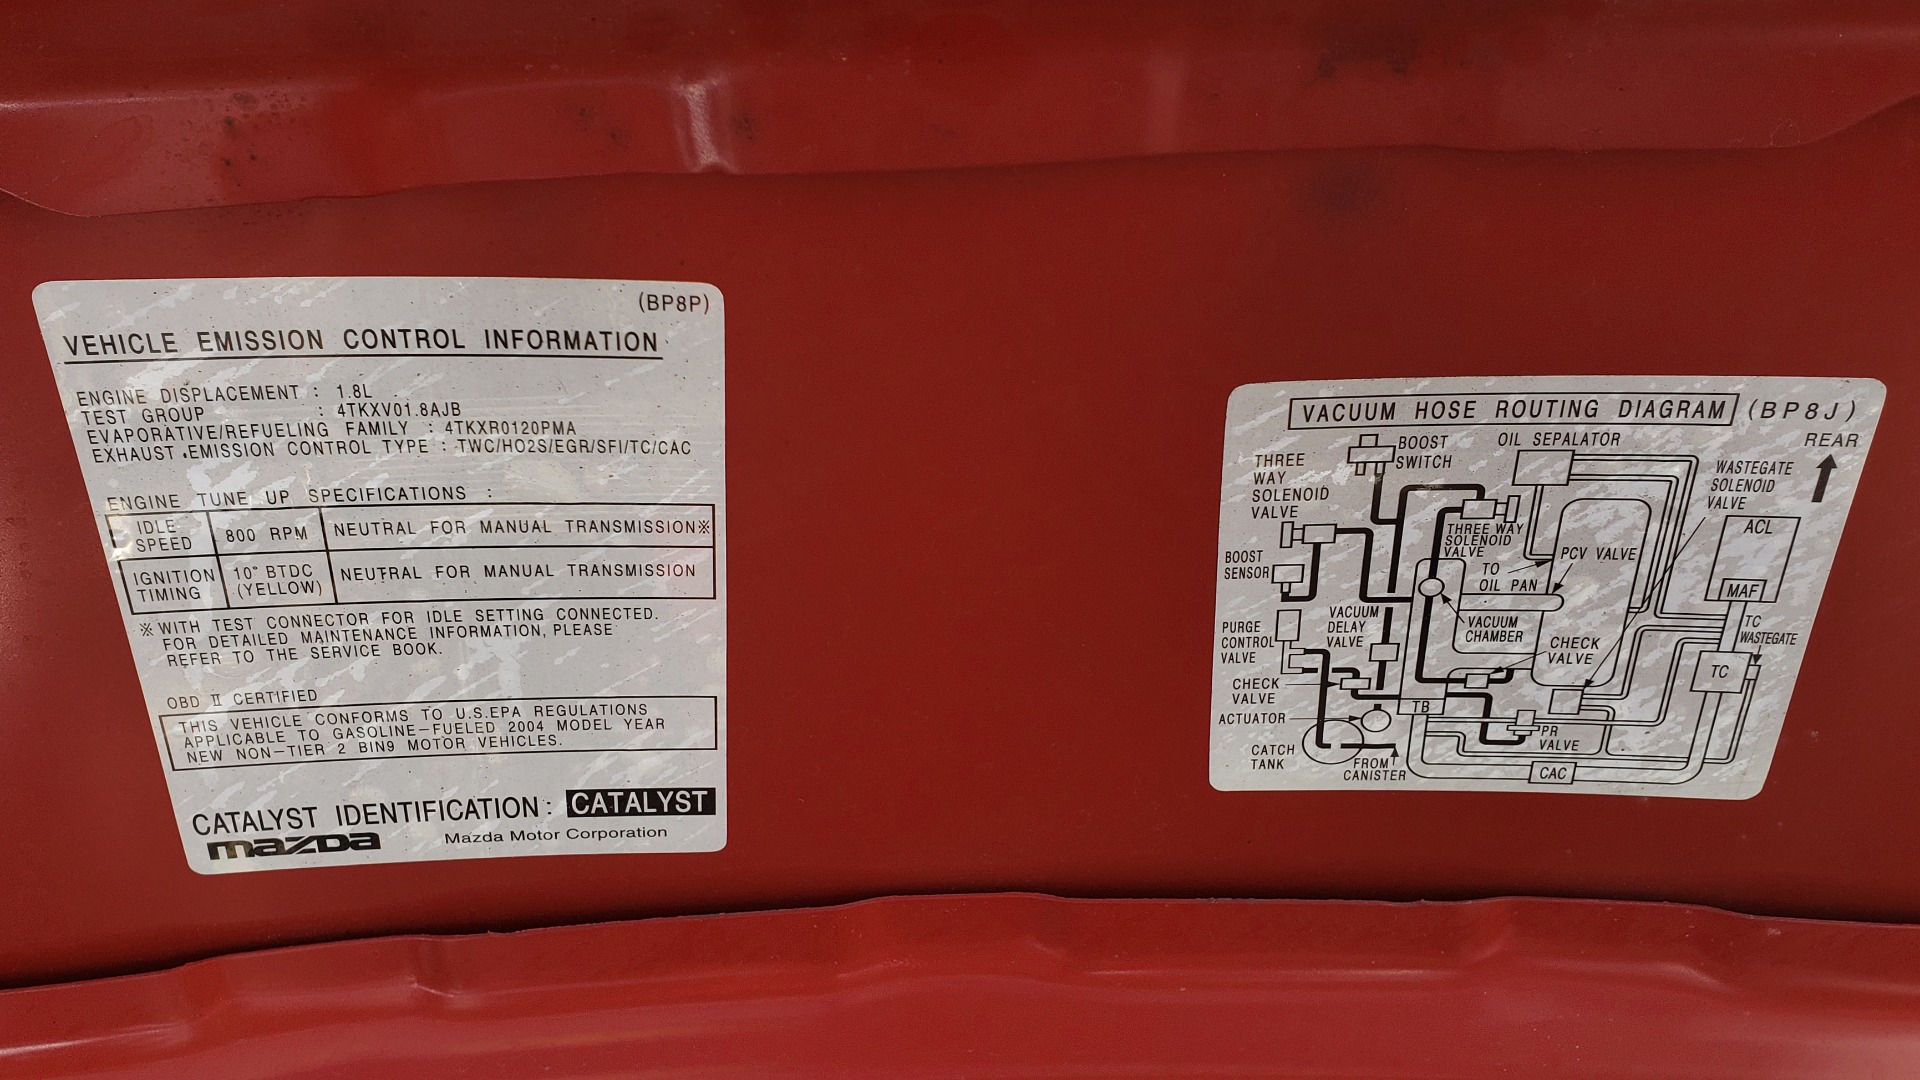 (BP8P)
VEHICLE EMISSION CONTROL INFORMATION
ENGINE DISPLACEMENT : 1.8L
TEST GROUP : 4TKXV01.8AJB
EVAPORATIVE/REFUELING FAMILY : 4TKXR0120PMA
EXHAUST EMISSION CONTROL TYPE : TWC/HO2S/EGR/SFI/TC/CAC
ENGINE TUNE UP SPECIFICATIONS :
IDLE
SPEED
800 RPM
NEUTRAL FOR MANUAL TRANSMISSION※
IGNITION
TIMING
10° BTDC
(YELLOW)
NEUTRAL FOR MANUAL TRANSMISSION
※ WITH TEST CONNECTOR FOR IDLE SETTING CONNECTED.
FOR DETAILED MAINTENANCE INFORMATION, PLEASE
REFER TO THE SERVICE BOOK.
OBD II CERTIFIED
THIS VEHICLE CONFORMS TO U.S.EPA REGULATIONS
APPLICABLE TO GASOLINE-FUELED 2004 MODEL YEAR
NEW NON-TIER 2 BIN9 MOTOR VEHICLES.
CATALYST IDENTIFICATION: CATALYST
mazDa Mazda Motor Corporation
VACUUM HOSE ROUTING DIAGRAM (BP8J)
REAR
BOOST
SWITCH
OIL SEPALATOR
THREE
WAY
SOLENOID
VALVE
WASTEGATE
SOLENOID
VALVE
ACL
THREE WAY
SOLENOID
VALVE
PCV VALVE
BOOST
SENSOR
TO
OIL PAN
MAF
VACUUM
DELAY
VALVE
VACUUM
CHAMBER
TC
WASTEGATE
PURGE
CONTROL
VALVE
CHECK
VALVE
TC
CHECK
VALVE
TB
ACTUATOR
PR
VALVE
CATCH
TANK
FROM
CANISTER
CAC